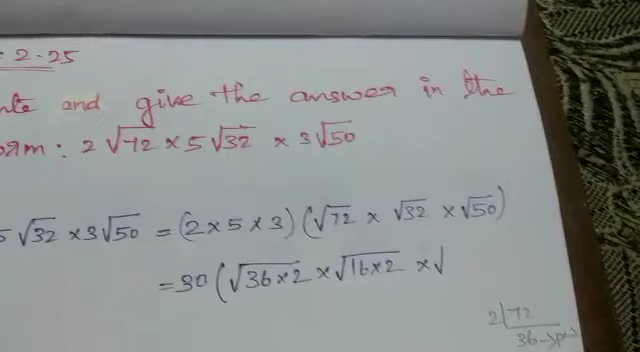 = 2.25
and give the answer in the
: 2√72 × 5√32 × 3√50
5√32 × 3√50 = (2×5×3)(√72 × √32 × √50)
= 30(√36×2 × √16×2 × √
2|72
36→